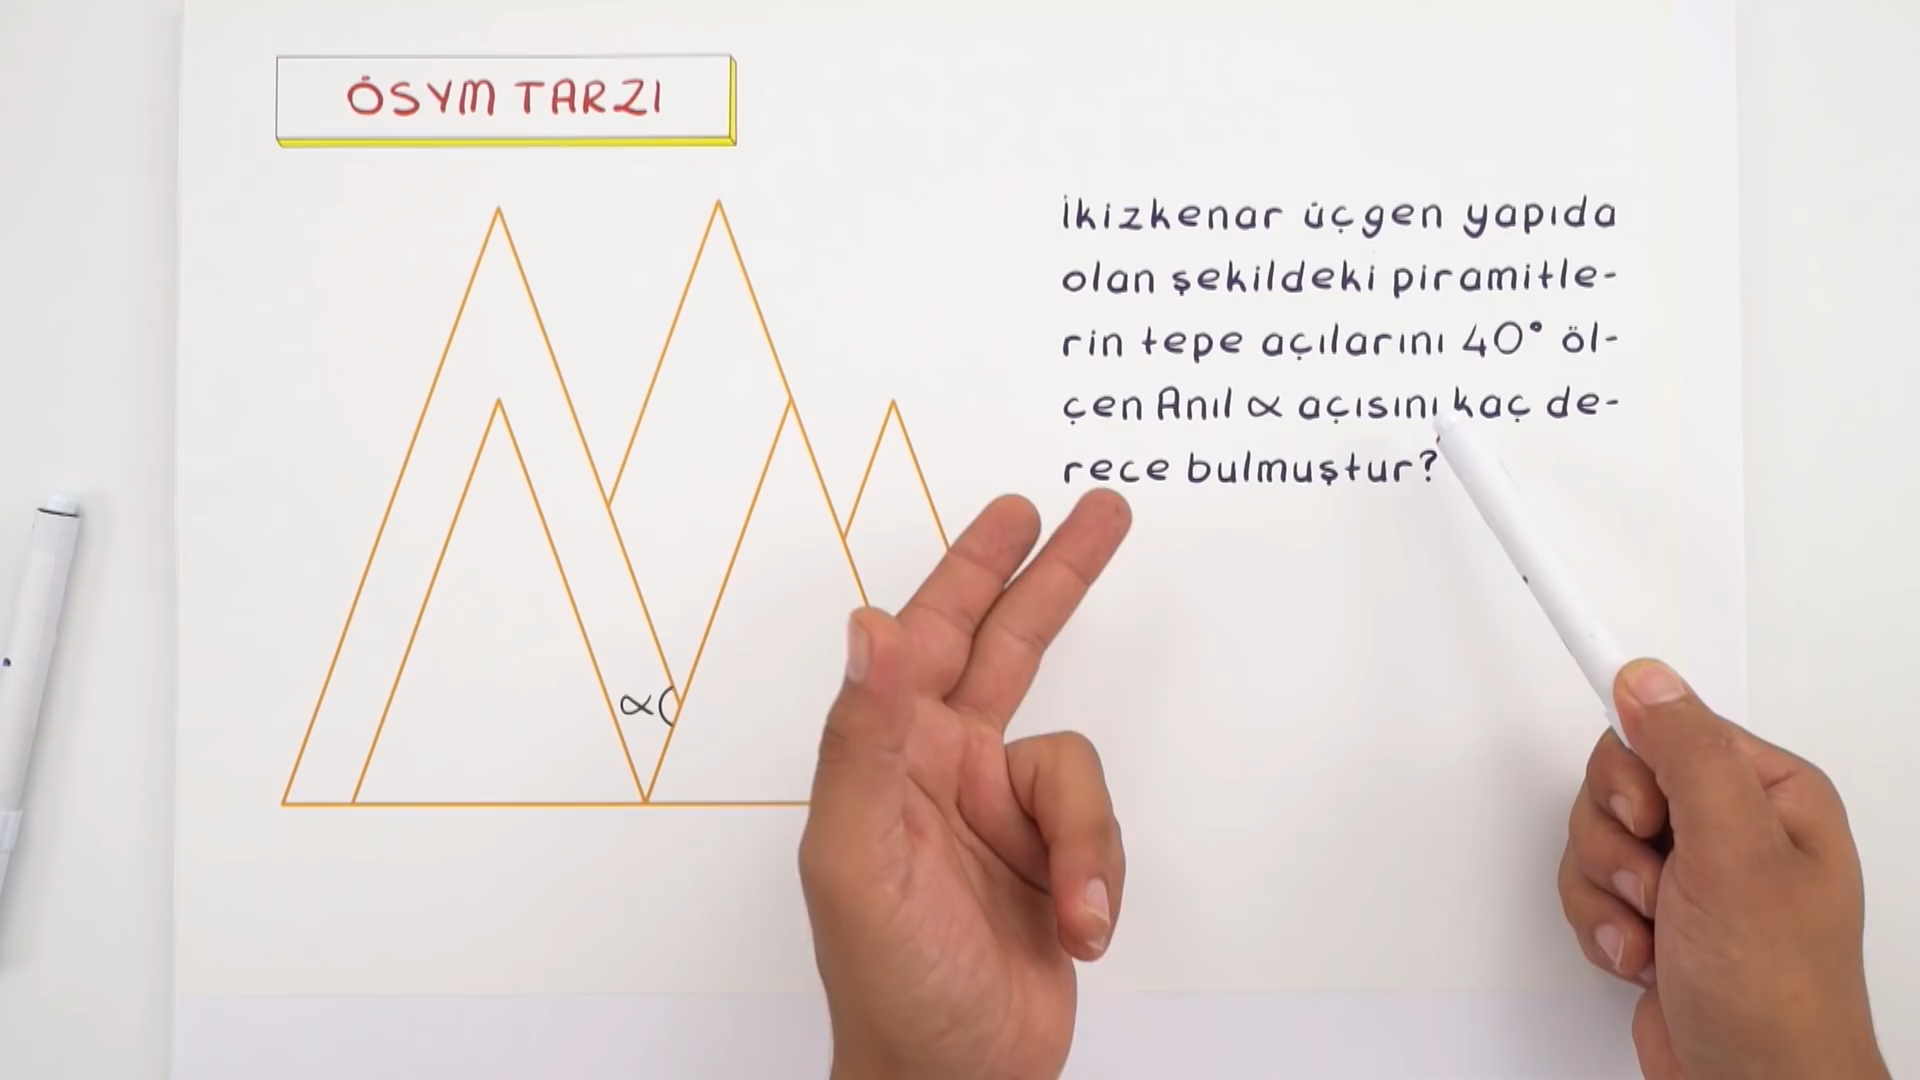 ÖSYM TARZI
İkizkenar üçgen yapıda
olan şekildeki piramitle-
rin tepe açılarını 40° öl-
çen Anıl α açısını kaç de-
rece bulmuştur?
α